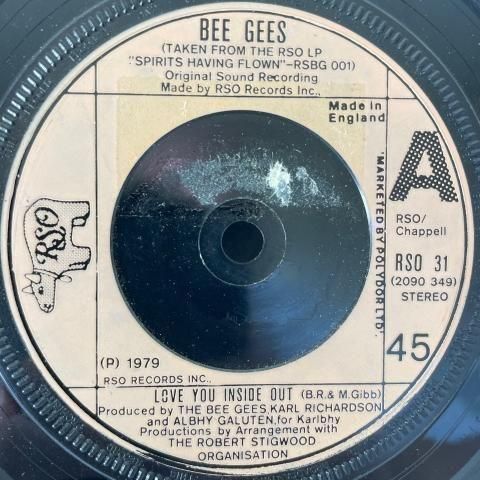 BEE GEES
(TAKEN FROM THE RSO LP
"SPIRITS HAVING FLOWN"-RSBG 001)
Original Sound Recording
Made by RSO Records Inc.,
Made in
England
A
'MARKETED BY POLYDOR LTD'.
RSO/
Chappell
RSO 31
(2090 349)
STEREO
45
RSO
(P) 1979
RSO RECORDS INC.,
LOVE YOU INSIDE OUT (B.R.& M.Gibb)
Produced by THE BEE GEES, KARL RICHARDSON
and ALBHY GALUTEN, for Karlbhy
Productions by Arrangement with
THE ROBERT STIGWOOD
ORGANISATION